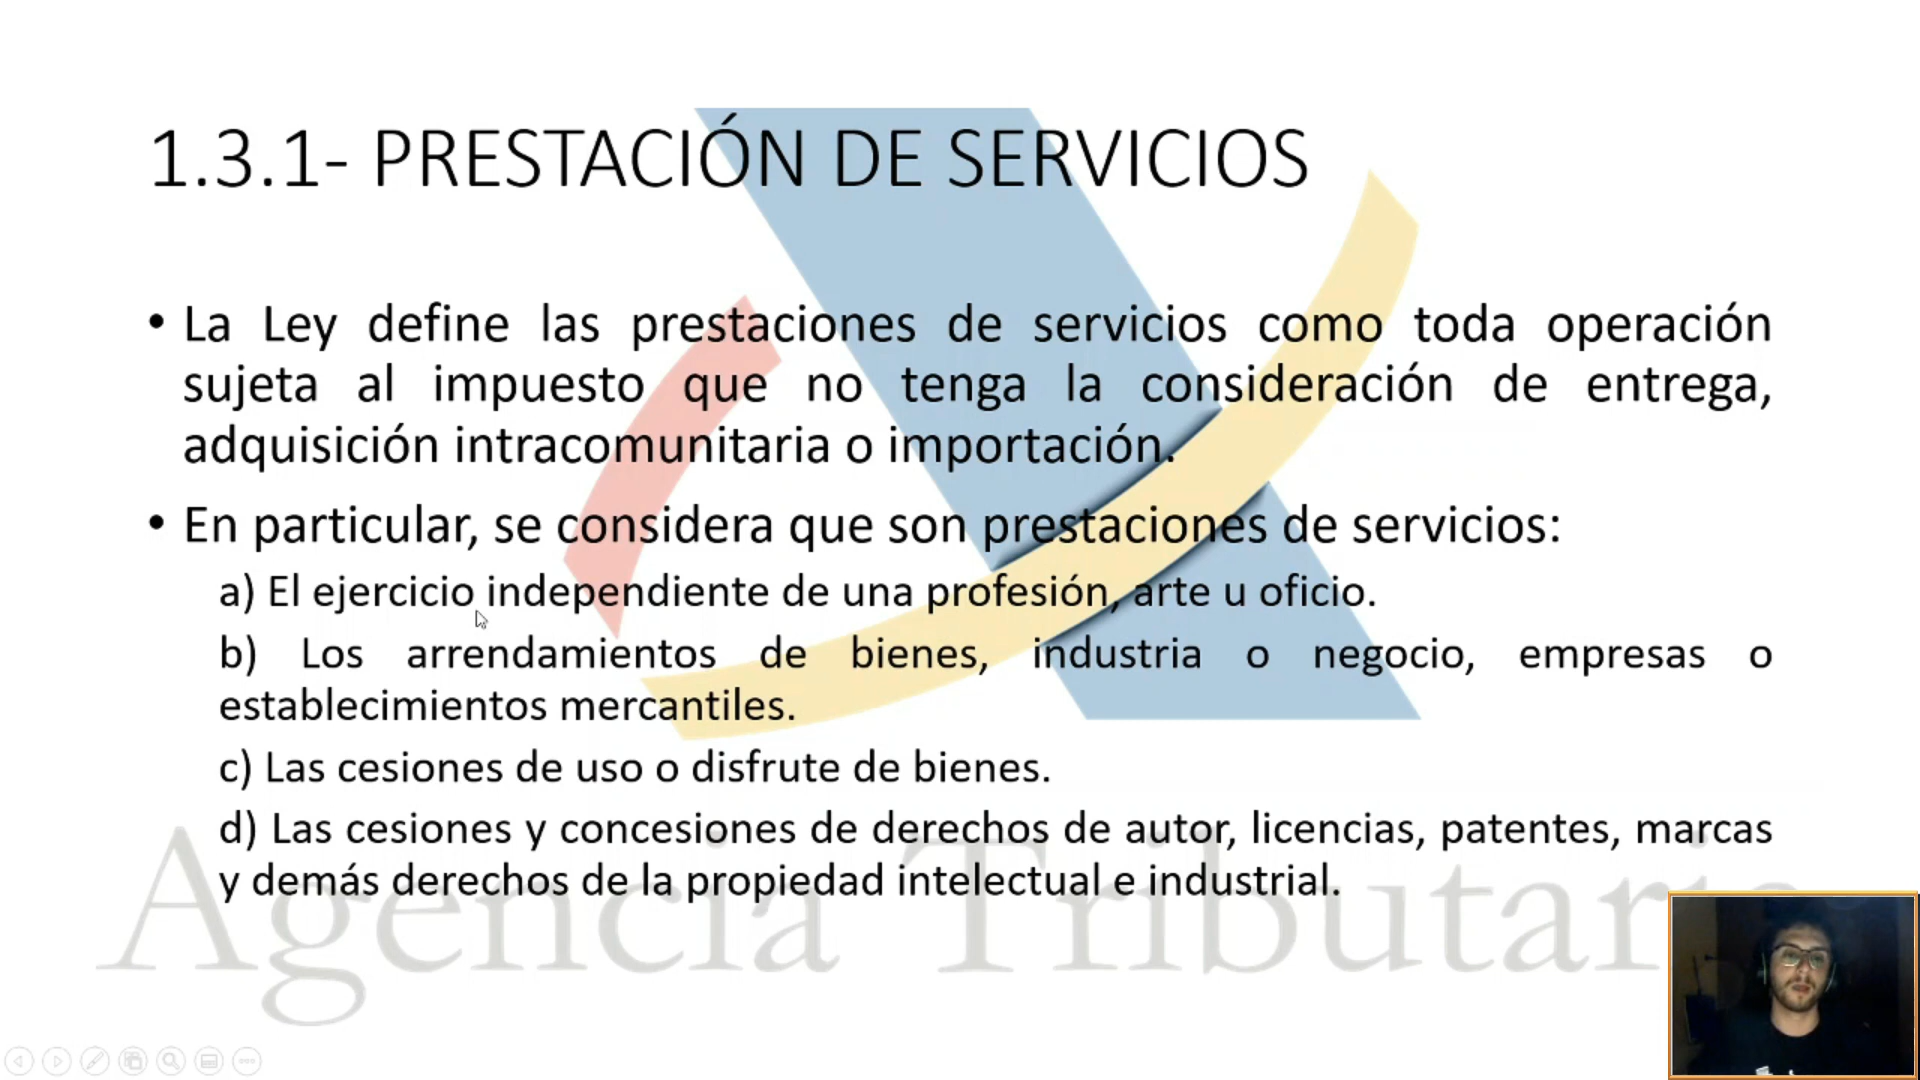 1.3.1- PRESTACIÓN DE SERVICIOS
• La Ley define las prestaciones de servicios como toda operación
sujeta al impuesto que no tenga la consideración de entrega,
adquisición intracomunitaria o importación.
• En particular, se considera que son prestaciones de servicios:
a) El ejercicio independiente de una profesión, arte u oficio.
b) Los arrendamientos de bienes, industria o negocio, empresas o
establecimientos mercantiles.
c) Las cesiones de uso o disfrute de bienes.
d) Las cesiones y concesiones de derechos de autor, licencias, patentes, marcas
y demás derechos de la propiedad intelectual e industrial.
Agencia Tributaria